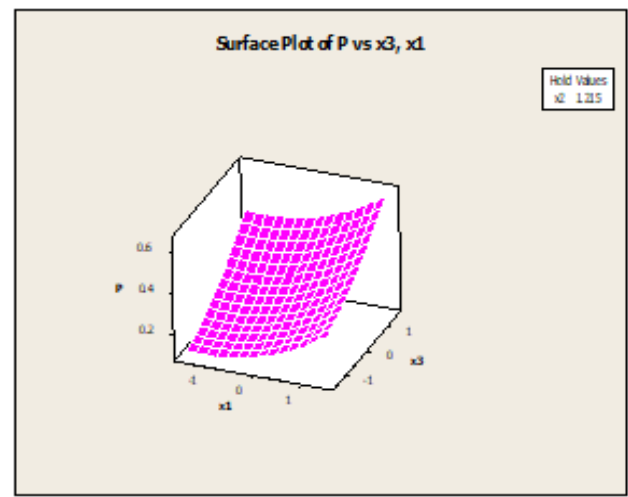 Surface Plot of P vs x3, x1
Hold Values
x2 1.215
0.6
P 0.4
0.2
-1
0
1
x1
1
0
-1
x3